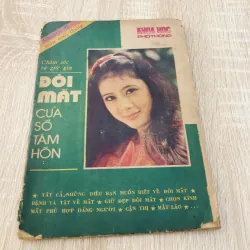 KHOA HỌC
PHỔ THÔNG
Chăm sóc
và giữ gìn
ĐÔI
MẮT
CỬA
SỔ
TÂM
HỒN
★ TẤT CẢ NHỮNG ĐIỀU BẠN MUỐN BIẾT VỀ ĐÔI MẮT ★
BỆNH VÀ TẬT VỀ MẮT ★ GIỮ ĐẸP ĐÔI MẮT ★ CHỌN KÍNH
MẮT PHÙ HỢP DÁNG NGƯỜI ★ CẬN THỊ ★ MẮT LÁC ★ ...